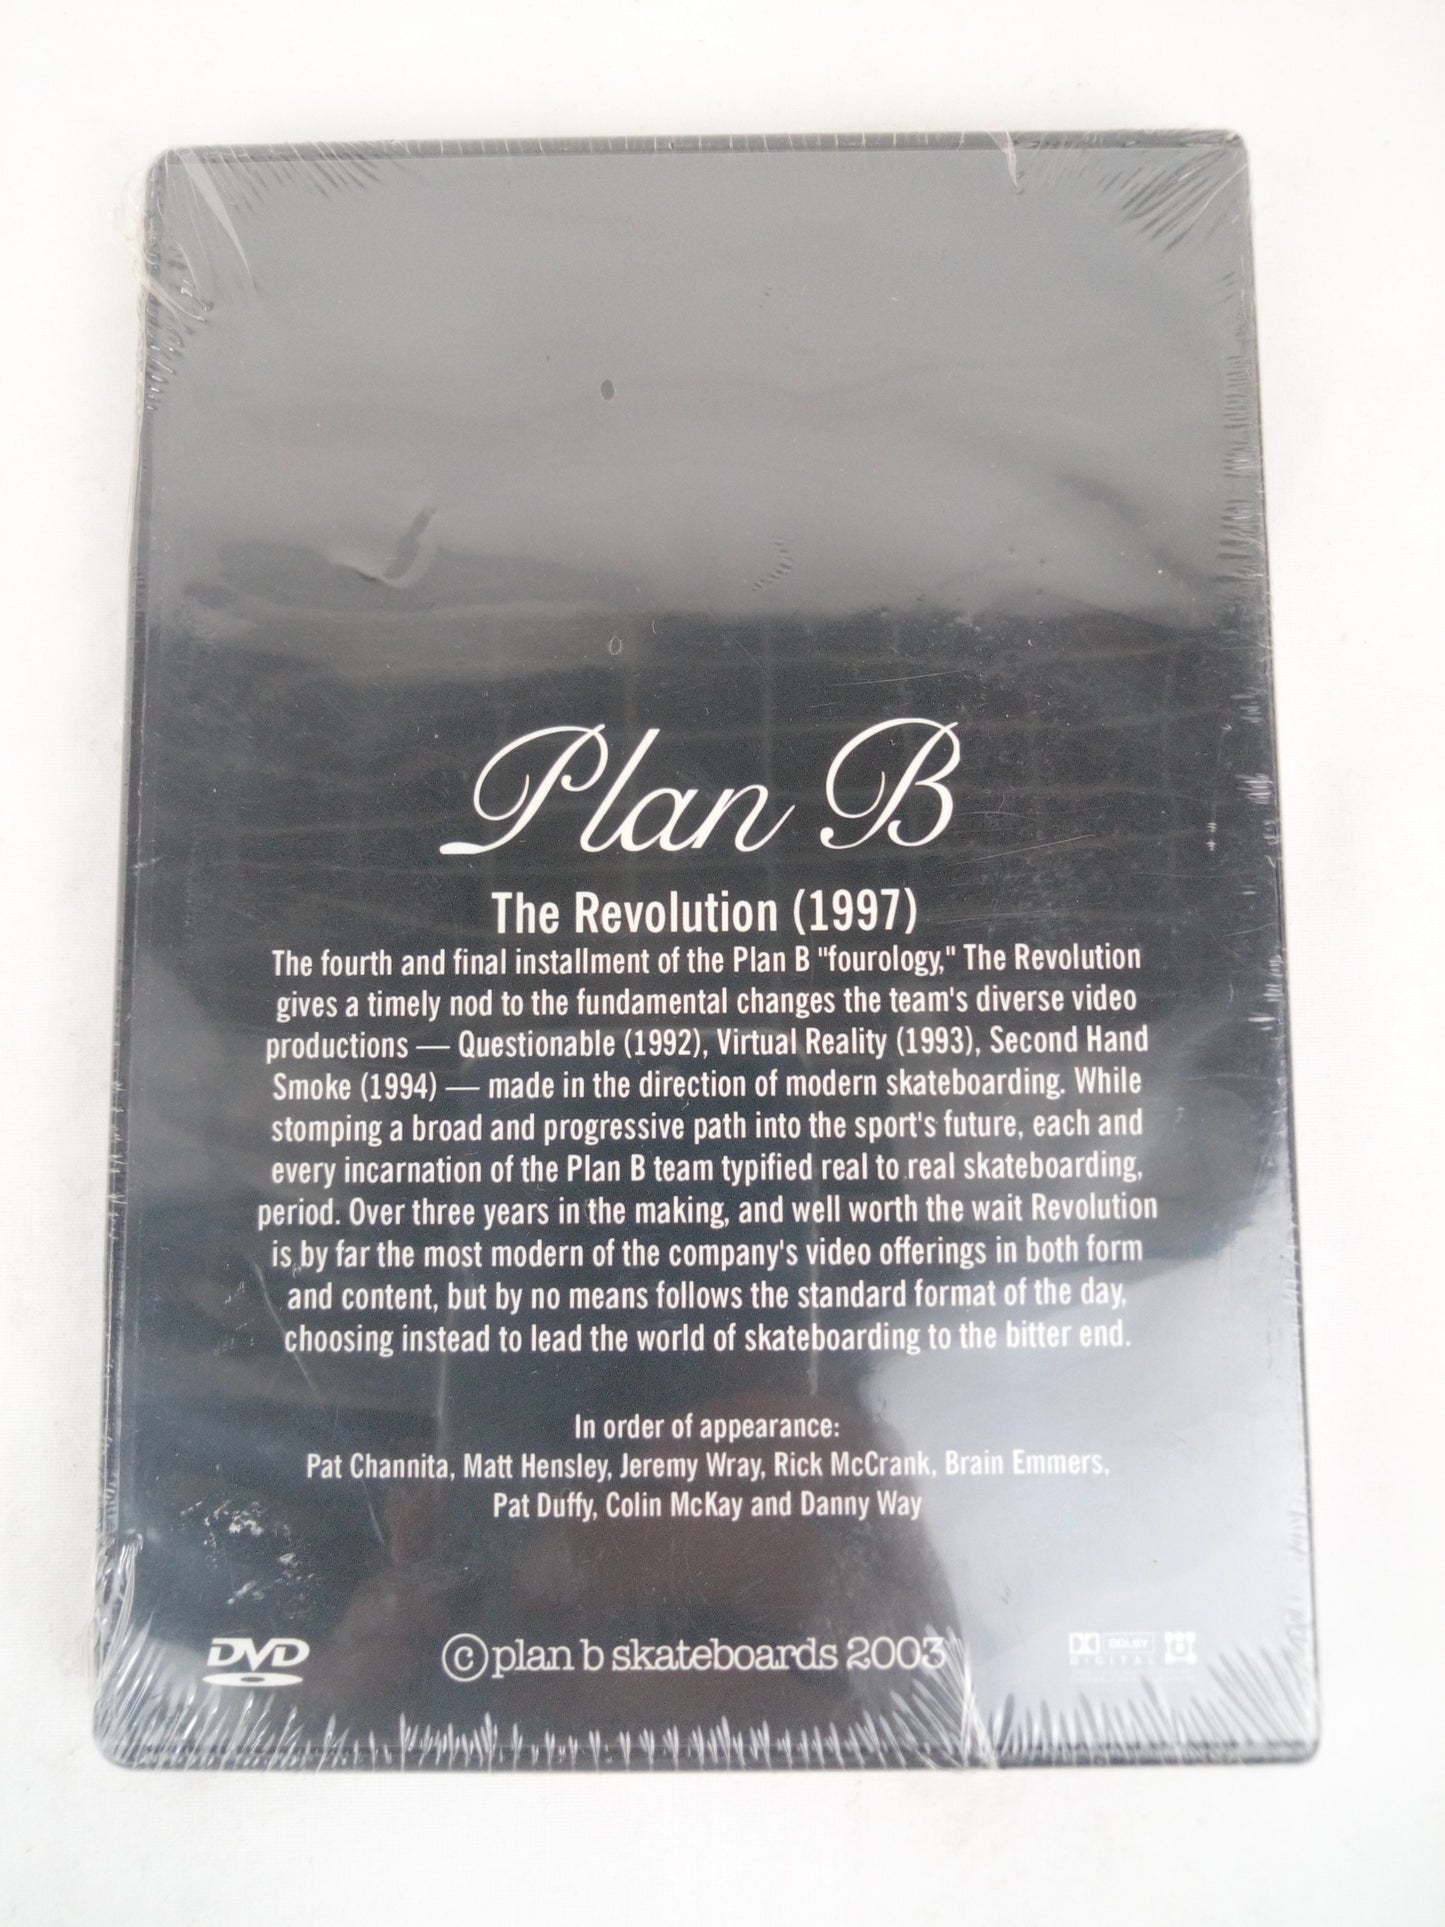 Plan B
The Revolution (1997)
The fourth and final installment of the Plan B "fourology," The Revolution
gives a timely nod to the fundamental changes the team's diverse video
productions — Questionable (1992), Virtual Reality (1993), Second Hand
Smoke (1994) — made in the direction of modern skateboarding. While
stomping a broad and progressive path into the sport's future, each and
every incarnation of the Plan B team typified real to real skateboarding,
period. Over three years in the making, and well worth the wait Revolution
is by far the most modern of the company's video offerings in both form
and content, but by no means follows the standard format of the day,
choosing instead to lead the world of skateboarding to the bitter end.
In order of appearance:
Pat Channita, Matt Hensley, Jeremy Wray, Rick McCrank, Brain Emmers,
Pat Duffy, Colin McKay and Danny Way
DVD
©plan b skateboards 2003
DOLBY
DIGITAL